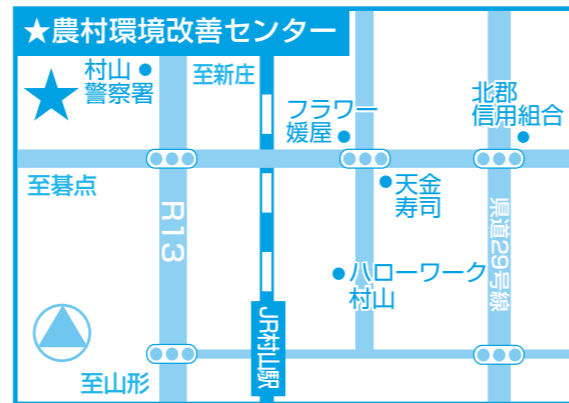 ★農村環境改善センター
村山
警察署
至新庄
フラワー
媛屋
北郡
信用組合
至碁点
天金
寿司
R13
県道29号線
ハローワーク
村山
JR村山駅
至山形